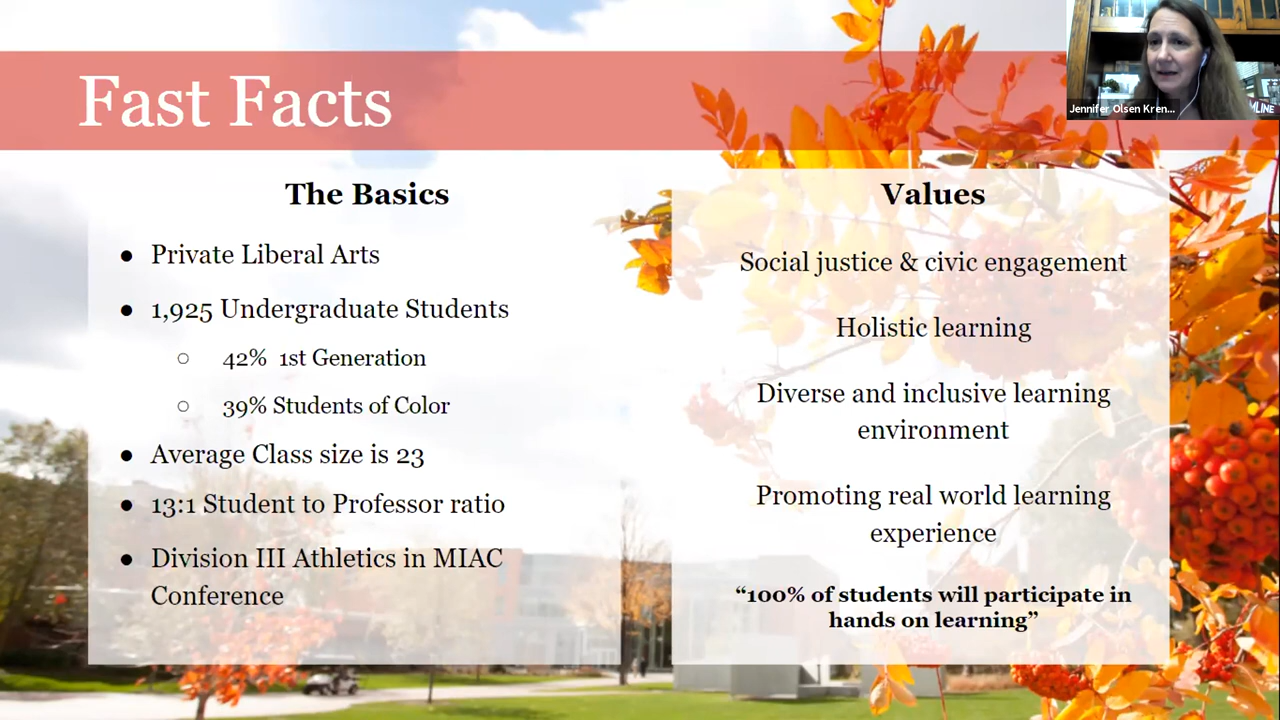 Fast Facts
Jennifer Olsen Kren...
MLINE
The Basics
● Private Liberal Arts
● 1,925 Undergraduate Students
○ 42% 1st Generation
○ 39% Students of Color
● Average Class size is 23
● 13:1 Student to Professor ratio
● Division III Athletics in MIAC
Conference
Values
Social justice & civic engagement
Holistic learning
Diverse and inclusive learning
environment
Promoting real world learning
experience
“100% of students will participate in
hands on learning”